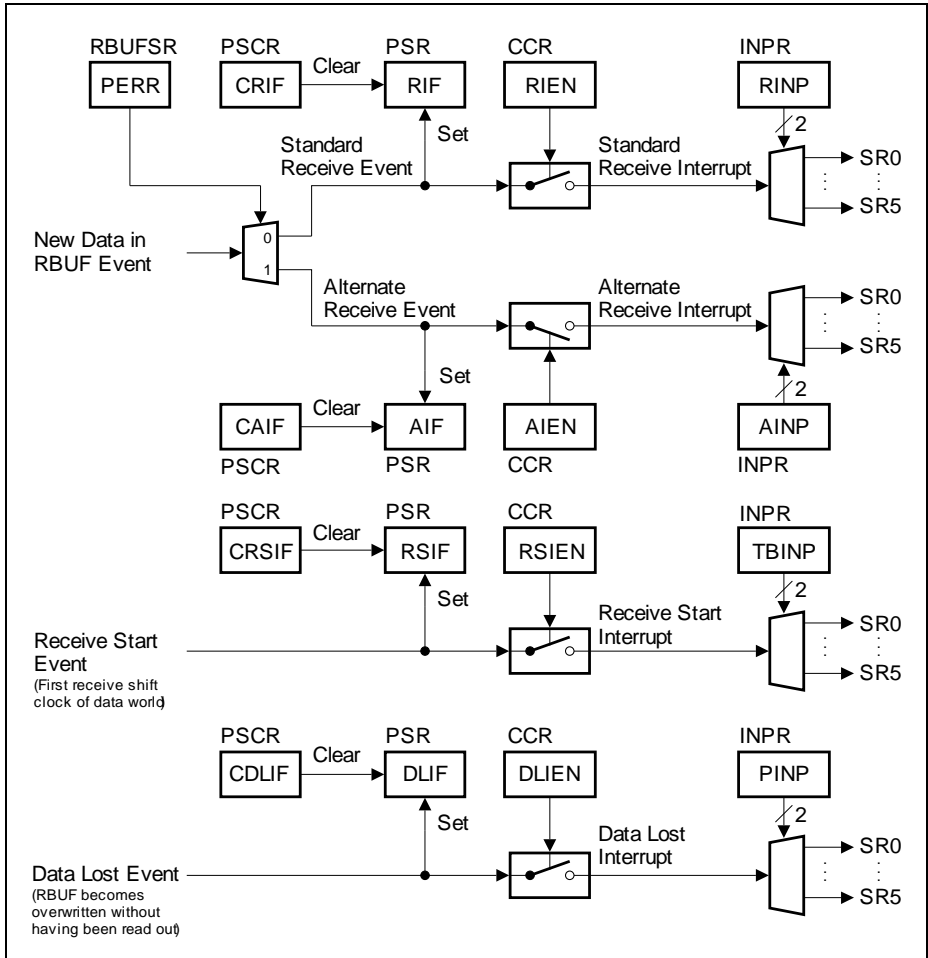 RBUFSR PSCR PSR CCR INPR
PERR CRIF Clear RIF RIEN RINP
2
Set
Standard
Receive Event
Standard
Receive Interrupt
SR0
SR5
New Data in
RBUF Event
0
1
Alternate
Receive Event
Alternate
Receive Interrupt
SR0
SR5
Set
2
CAIF Clear AIF AIEN AINP
PSCR PSR CCR INPR
PSCR PSR CCR INPR
CRSIF Clear RSIF RSIEN TBINP
2
Set
Receive Start
Interrupt
SR0
SR5
Receive Start
Event
(First receive shift
clock of data world)
PSCR PSR CCR INPR
CDLIF Clear DLIF DLIEN PINP
2
Set
Data Lost
Interrupt
SR0
SR5
Data Lost Event
(RBUF becomes
overwritten without
having been read out)